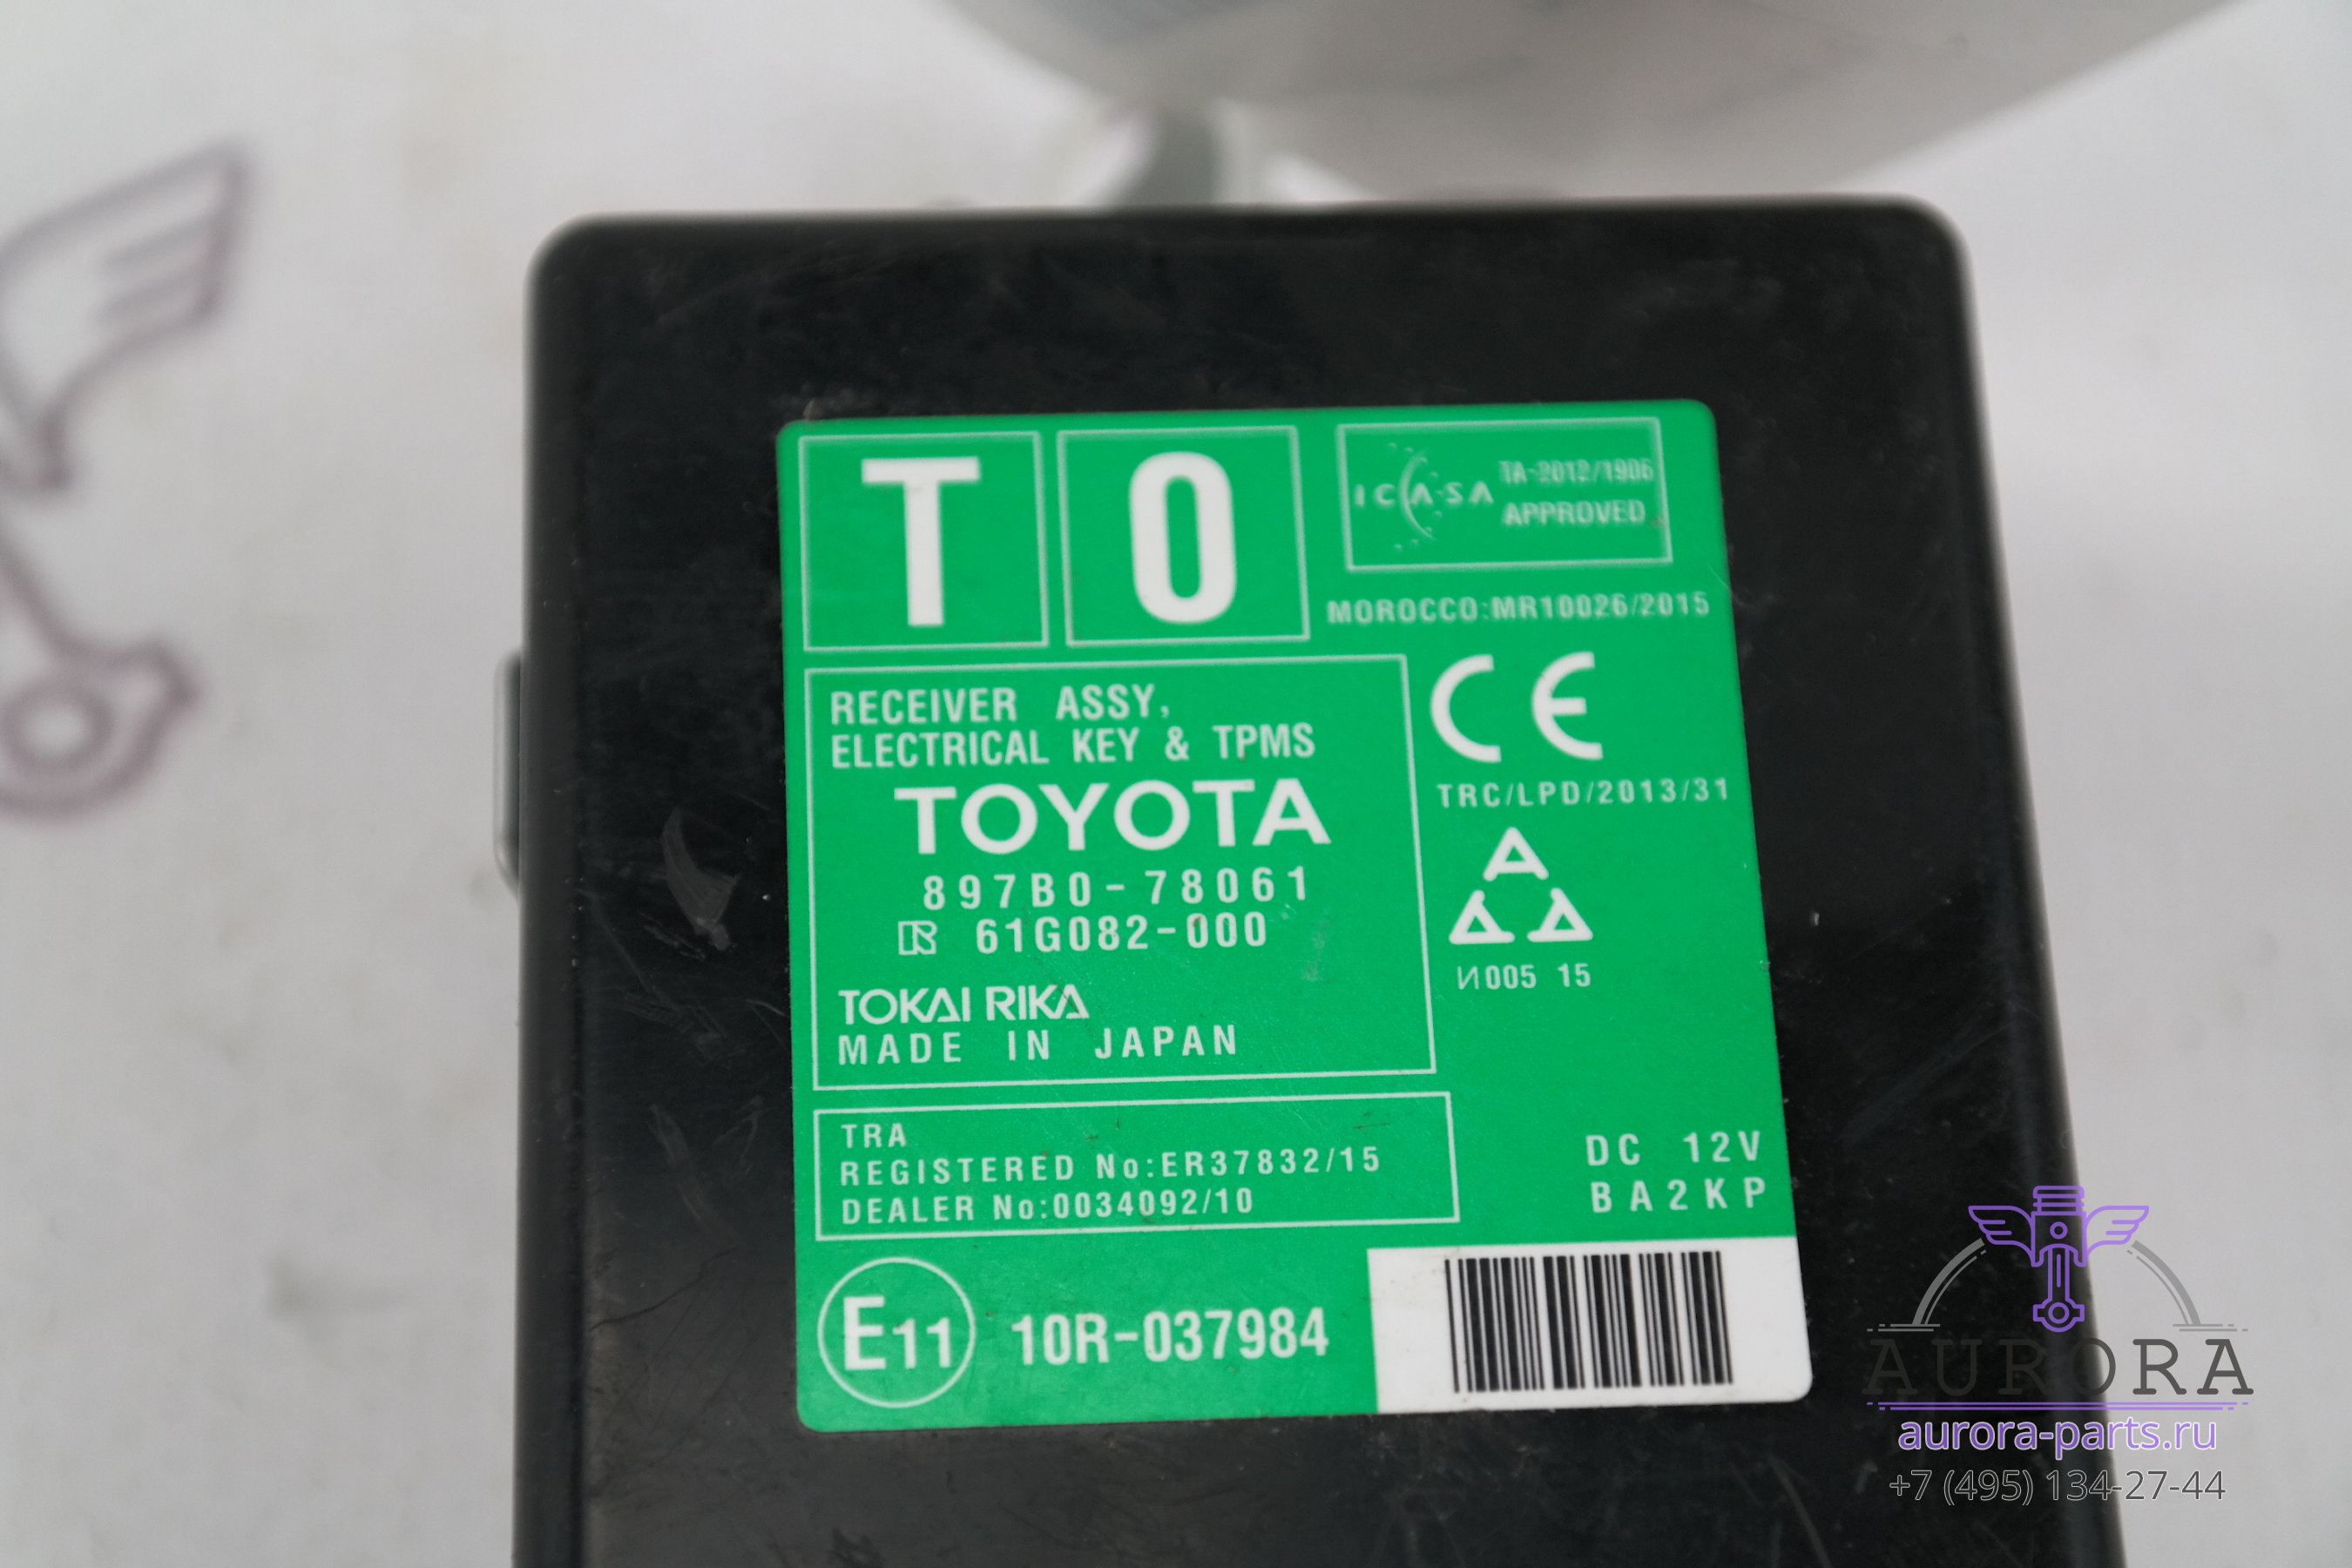 T 0
ICASA TA-2012/1906
APPROVED
MOROCCO:MR10026/2015
RECEIVER ASSY,
ELECTRICAL KEY & TPMS
TOYOTA
897B0-78061
R 61G082-000
TOKAI RIKA
MADE IN JAPAN
CE
TRC/LPD/2013/31
И005 15
TRA
REGISTERED No:ER37832/15
DEALER No:0034092/10
DC 12V
BA2KP
E11 10R-037984
AURORA
aurora-parts.ru
+7 (495) 134-27-44